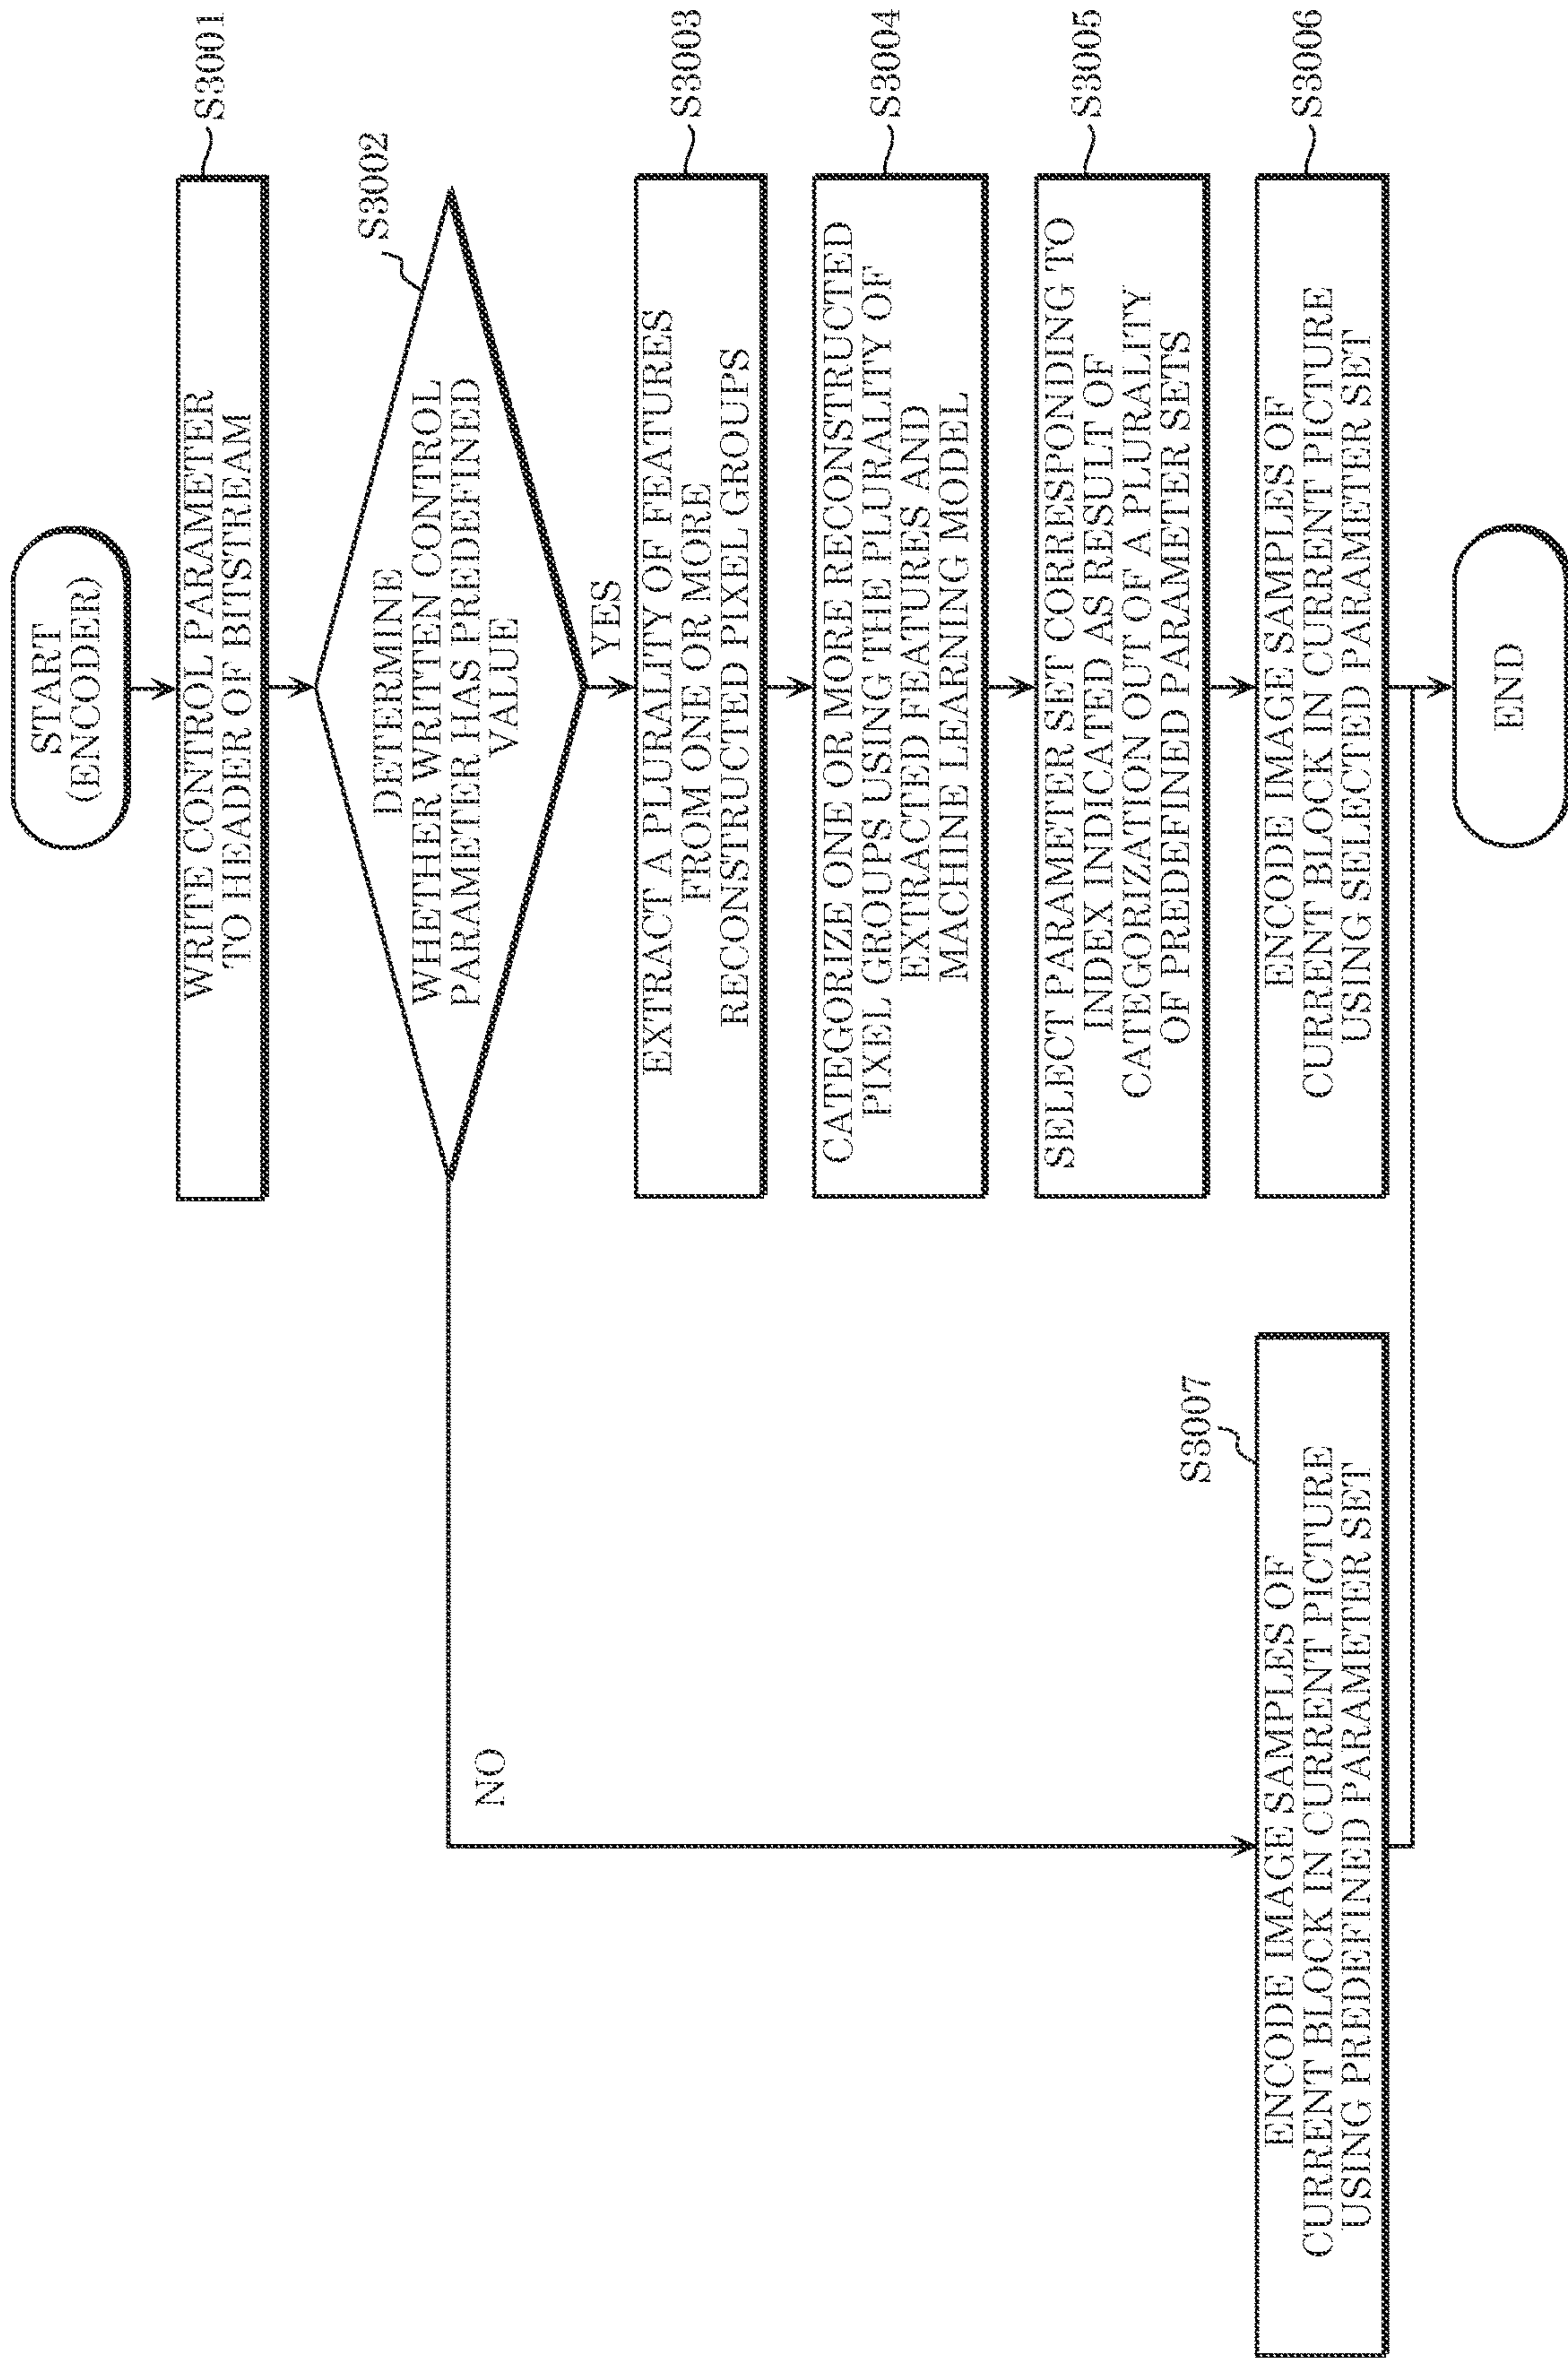 START
(ENCODER)
WRITE CONTROL PARAMETER
TO HEADER OF BITSTREAM
S3001
DETERMINE
WHETHER WRITTEN CONTROL
PARAMETER HAS PREDEFINED
VALUE
S3002
YES
NO
EXTRACT A PLURALITY OF FEATURES
FROM ONE OR MORE
RECONSTRUCTED PIXEL GROUPS
S3003
CATEGORIZE ONE OR MORE RECONSTRUCTED
PIXEL GROUPS USING THE PLURALITY OF
EXTRACTED FEATURES AND
MACHINE LEARNING MODEL
S3004
SELECT PARAMETER SET CORRESPONDING TO
INDEX INDICATED AS RESULT OF
CATEGORIZATION OUT OF A PLURALITY
OF PREDEFINED PARAMETER SETS
S3005
ENCODE IMAGE SAMPLES OF
CURRENT BLOCK IN CURRENT PICTURE
USING SELECTED PARAMETER SET
S3006
S3007
ENCODE IMAGE SAMPLES OF
CURRENT BLOCK IN CURRENT PICTURE
USING PREDEFINED PARAMETER SET
END